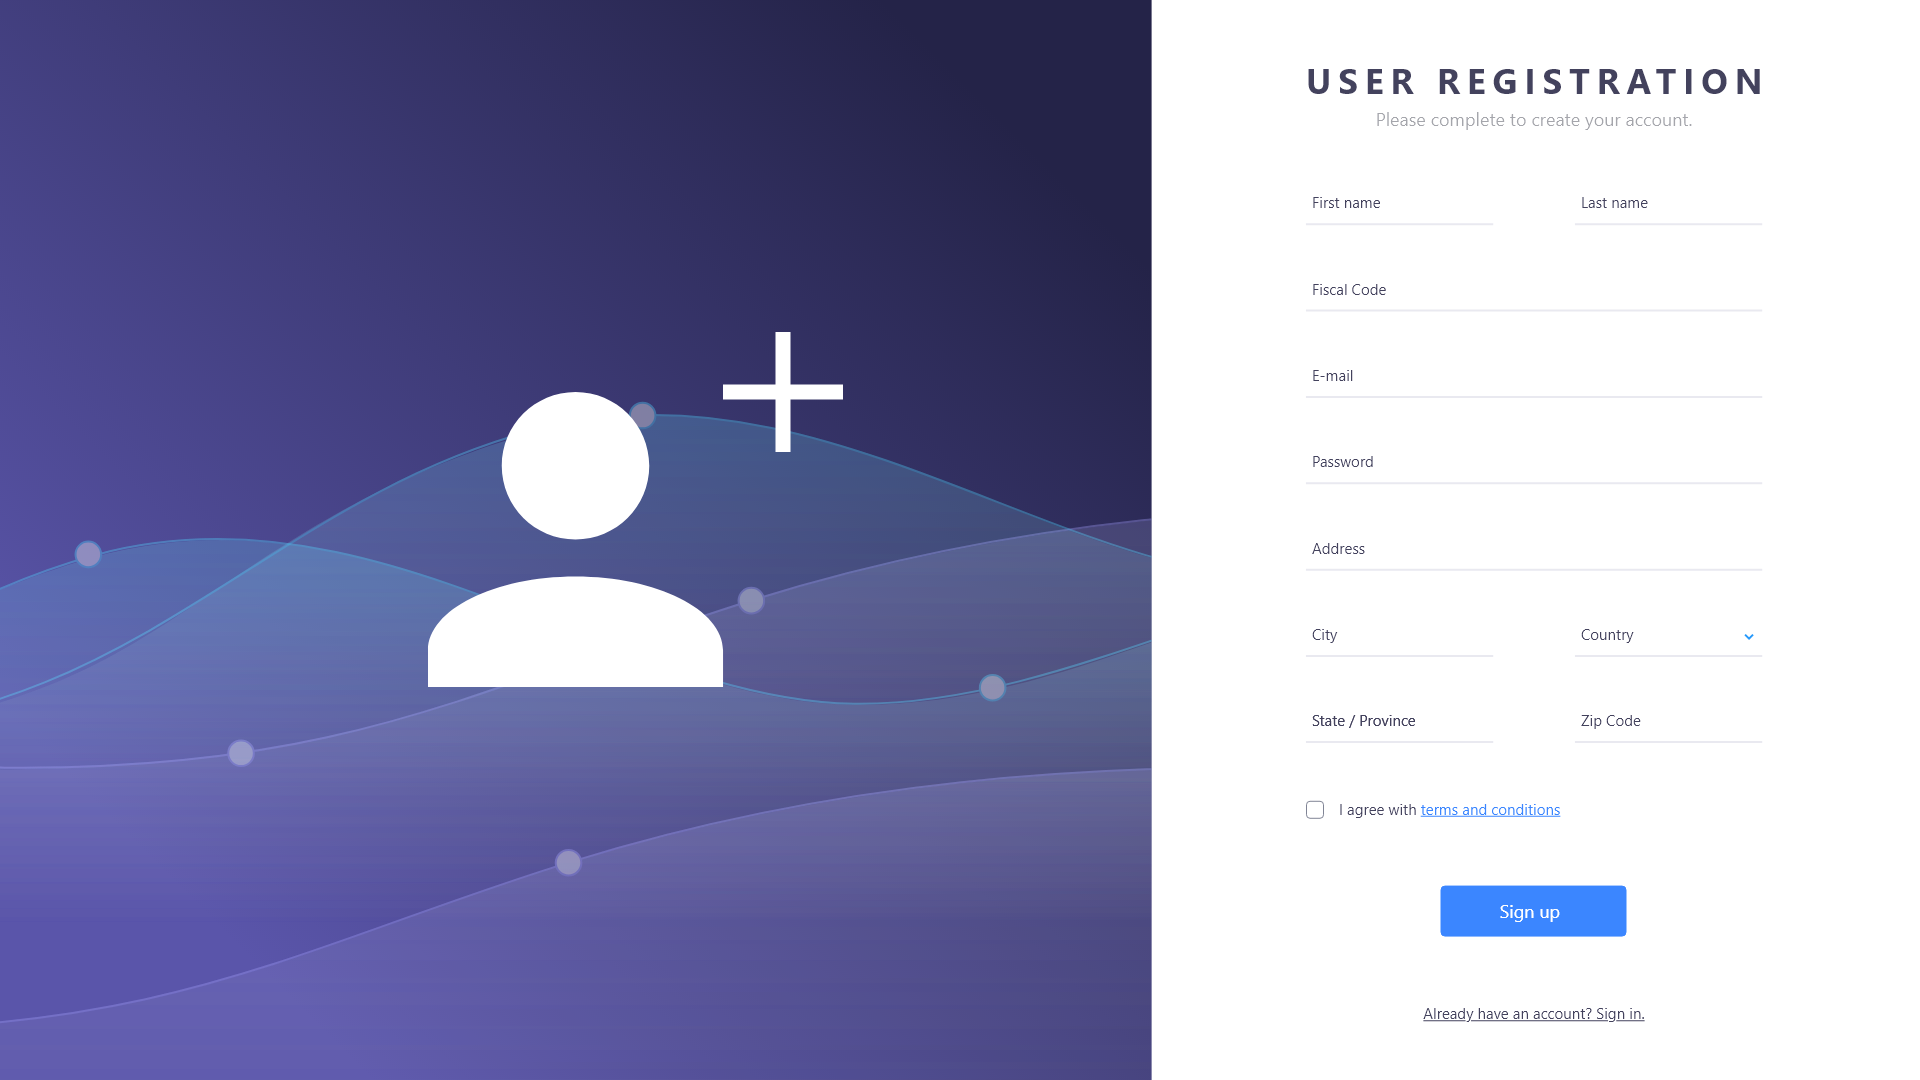 USER REGISTRATION
Please complete to create your account.
First name
Last name
Fiscal Code
E-mail
Password
Address
City
Country
State / Province
Zip Code
I agree with terms and conditions
Sign up
Already have an account? Sign in.